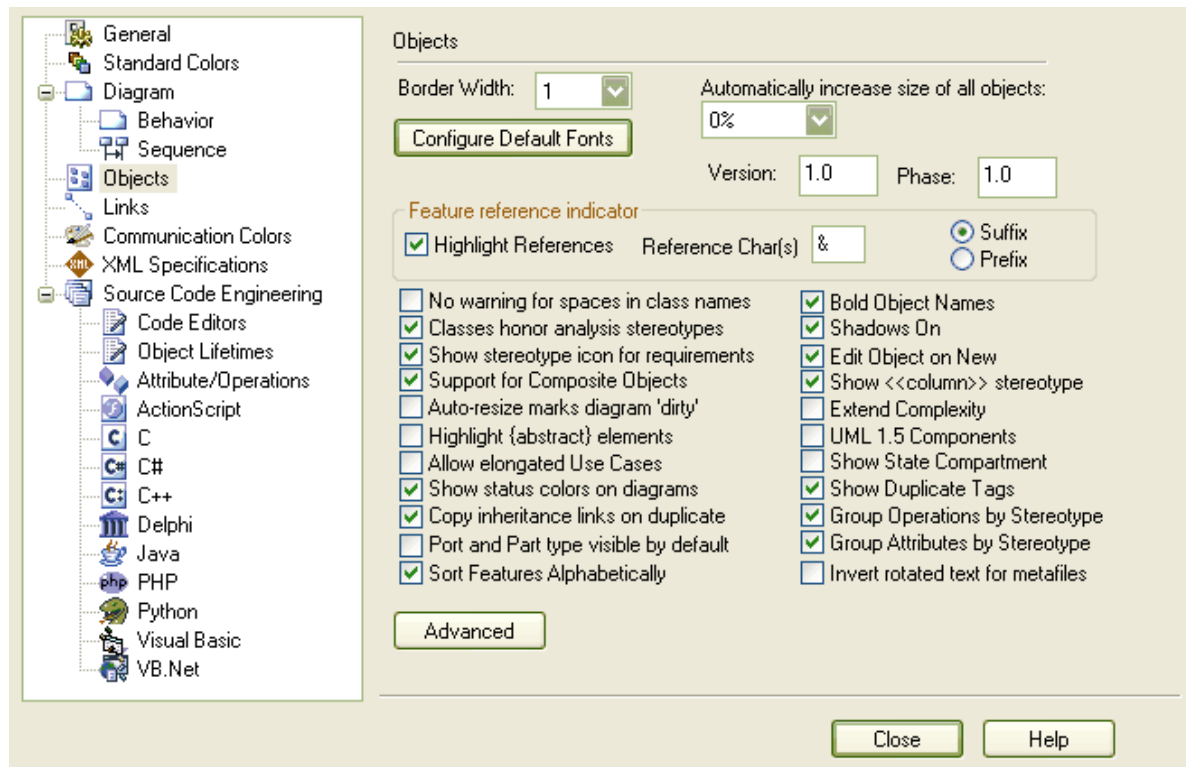 General
Standard Colors
Diagram
Behavior
Sequence
Objects
Links
Communication Colors
XML Specifications
Source Code Engineering
Code Editors
Object Lifetimes
Attribute/Operations
ActionScript
C
C#
C++
Delphi
Java
PHP
Python
Visual Basic
VB.Net
Objects
Border Width: 1
Automatically increase size of all objects:
0%
Configure Default Fonts
Version: 1.0 Phase: 1.0
Feature reference indicator
Highlight References Reference Char(s) & Suffix
Prefix
No warning for spaces in class names
Classes honor analysis stereotypes
Show stereotype icon for requirements
Support for Composite Objects
Auto-resize marks diagram 'dirty'
Highlight {abstract} elements
Allow elongated Use Cases
Show status colors on diagrams
Copy inheritance links on duplicate
Port and Part type visible by default
Sort Features Alphabetically
Bold Object Names
Shadows On
Edit Object on New
Show <<column>> stereotype
Extend Complexity
UML 1.5 Components
Show State Compartment
Show Duplicate Tags
Group Operations by Stereotype
Group Attributes by Stereotype
Invert rotated text for metafiles
Advanced
Close Help